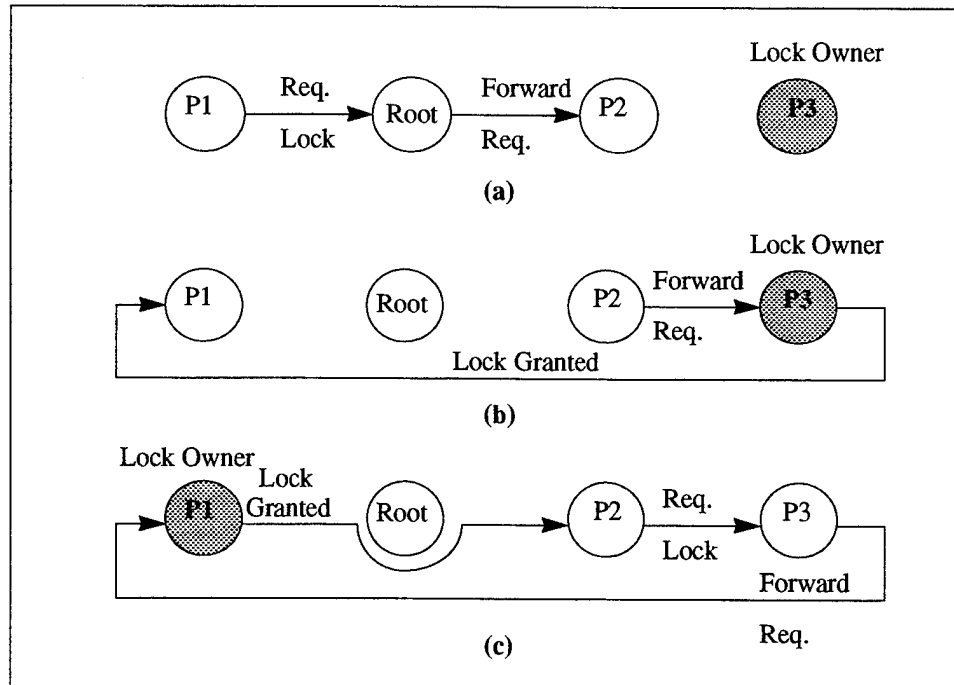 Lock Owner
P1
Req.
Lock
Root
Forward
Req.
P2
P3
(a)
Lock Owner
P1
Root
P2
Forward
Req.
P3
Lock Granted
(b)
Lock Owner
P1
Lock
Granted
Root
P2
Req.
Lock
P3
Forward
Req.
(c)